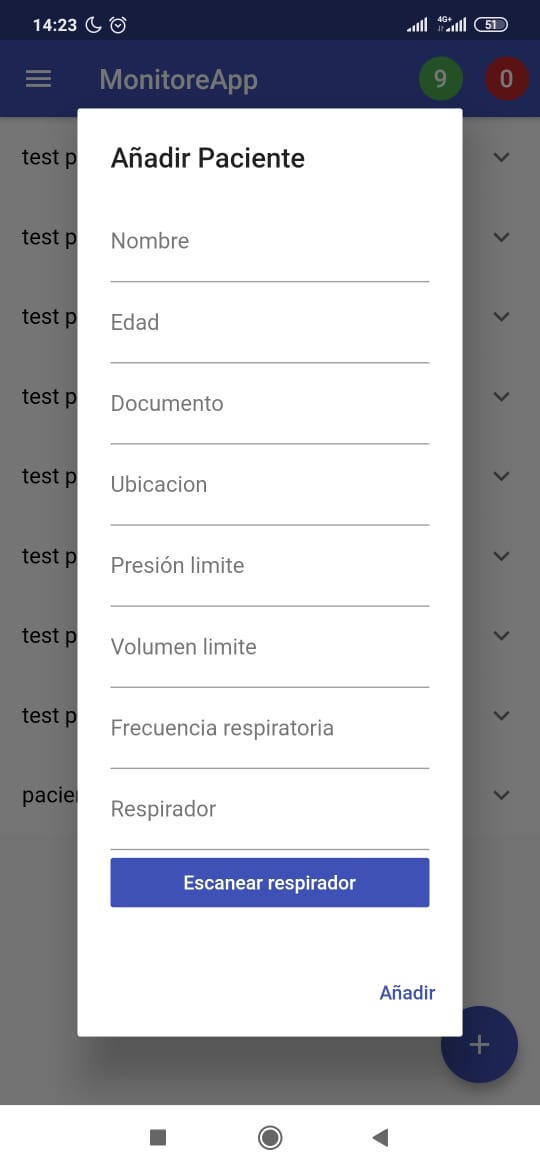 14:23 4G+ 51
MonitoreApp 9 0
Añadir Paciente
test p
Nombre
test p
Edad
test p
Documento
test p
Ubicacion
test p
Presión limite
test p
Volumen limite
test p
Frecuencia respiratoria
test p
Respirador
pacie
Escanear respirador
Añadir
+